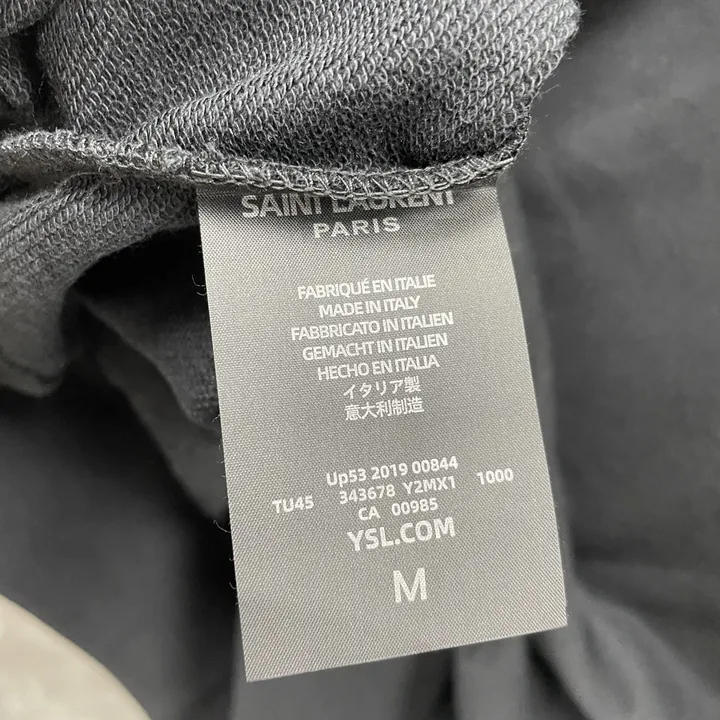 SAINT LAURENT
PARIS
FABRIQUÉ EN ITALIE
MADE IN ITALY
FABBRICATO IN ITALIEN
GEMACHT IN ITALIEN
HECHO EN ITALIA
イタリア製
意大利制造
Up53 2019 00844
TU45 343678 Y2MX1 1000
CA 00985
YSL.COM
M